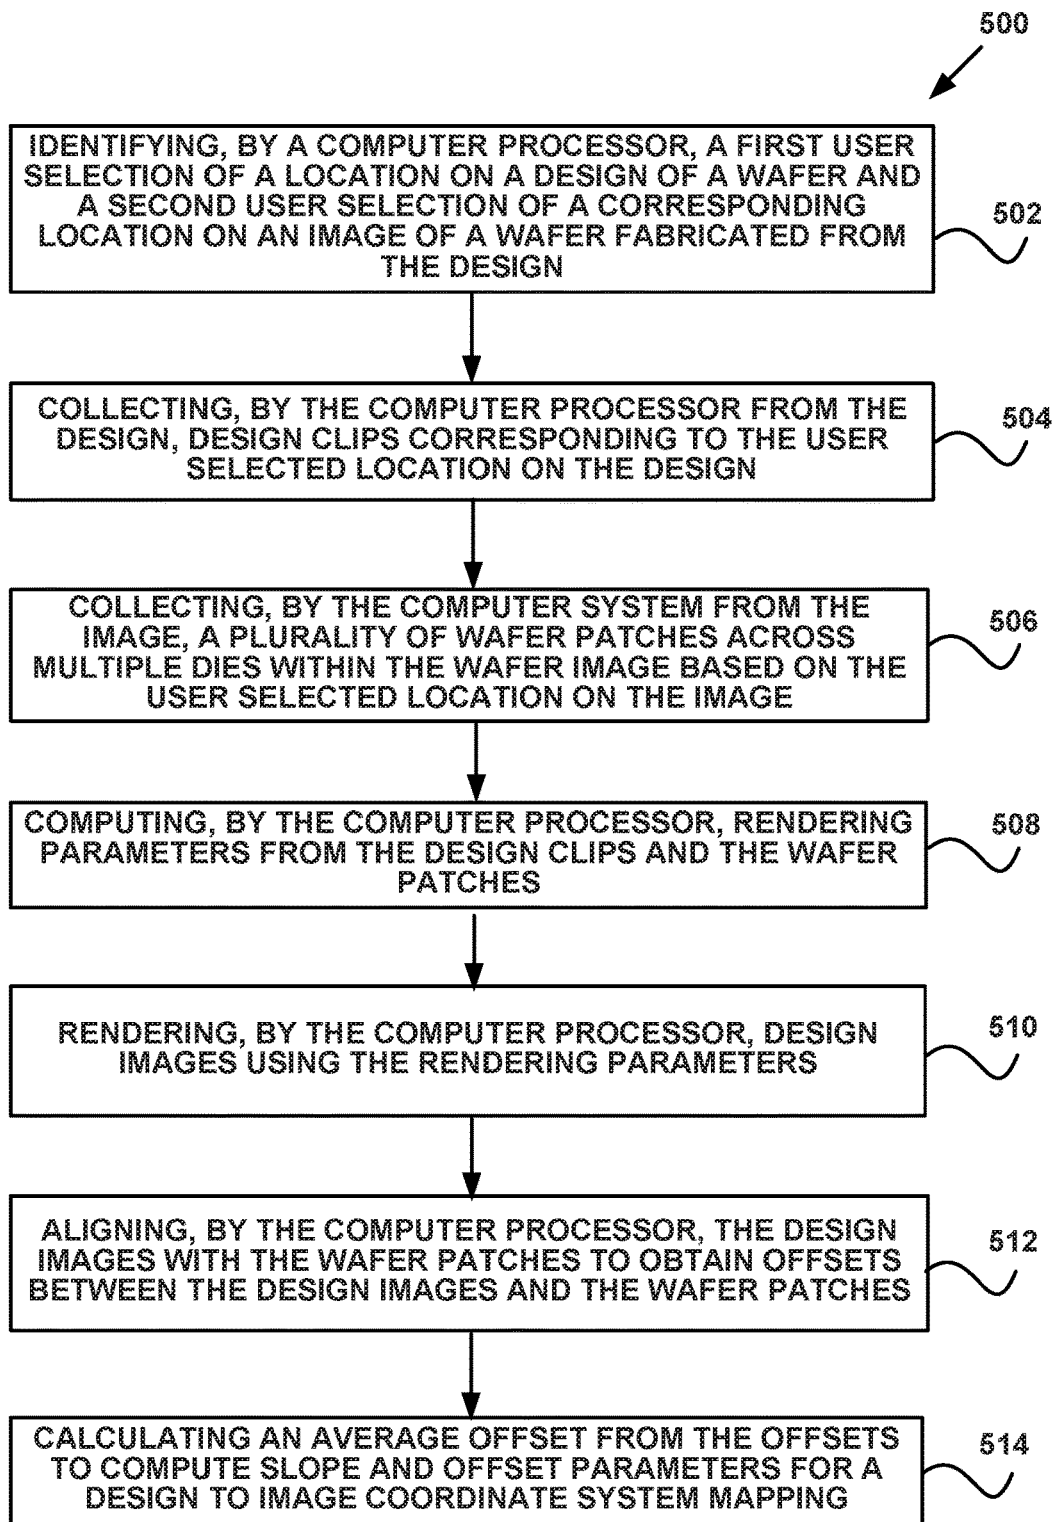 500
IDENTIFYING, BY A COMPUTER PROCESSOR, A FIRST USER
SELECTION OF A LOCATION ON A DESIGN OF A WAFER AND
A SECOND USER SELECTION OF A CORRESPONDING
LOCATION ON AN IMAGE OF A WAFER FABRICATED FROM
THE DESIGN
502
COLLECTING, BY THE COMPUTER PROCESSOR FROM THE
DESIGN, DESIGN CLIPS CORRESPONDING TO THE USER
SELECTED LOCATION ON THE DESIGN
504
COLLECTING, BY THE COMPUTER SYSTEM FROM THE
IMAGE, A PLURALITY OF WAFER PATCHES ACROSS
MULTIPLE DIES WITHIN THE WAFER IMAGE BASED ON THE
USER SELECTED LOCATION ON THE IMAGE
506
COMPUTING, BY THE COMPUTER PROCESSOR, RENDERING
PARAMETERS FROM THE DESIGN CLIPS AND THE WAFER
PATCHES
508
RENDERING, BY THE COMPUTER PROCESSOR, DESIGN
IMAGES USING THE RENDERING PARAMETERS
510
ALIGNING, BY THE COMPUTER PROCESSOR, THE DESIGN
IMAGES WITH THE WAFER PATCHES TO OBTAIN OFFSETS
BETWEEN THE DESIGN IMAGES AND THE WAFER PATCHES
512
CALCULATING AN AVERAGE OFFSET FROM THE OFFSETS
TO COMPUTE SLOPE AND OFFSET PARAMETERS FOR A
DESIGN TO IMAGE COORDINATE SYSTEM MAPPING
514